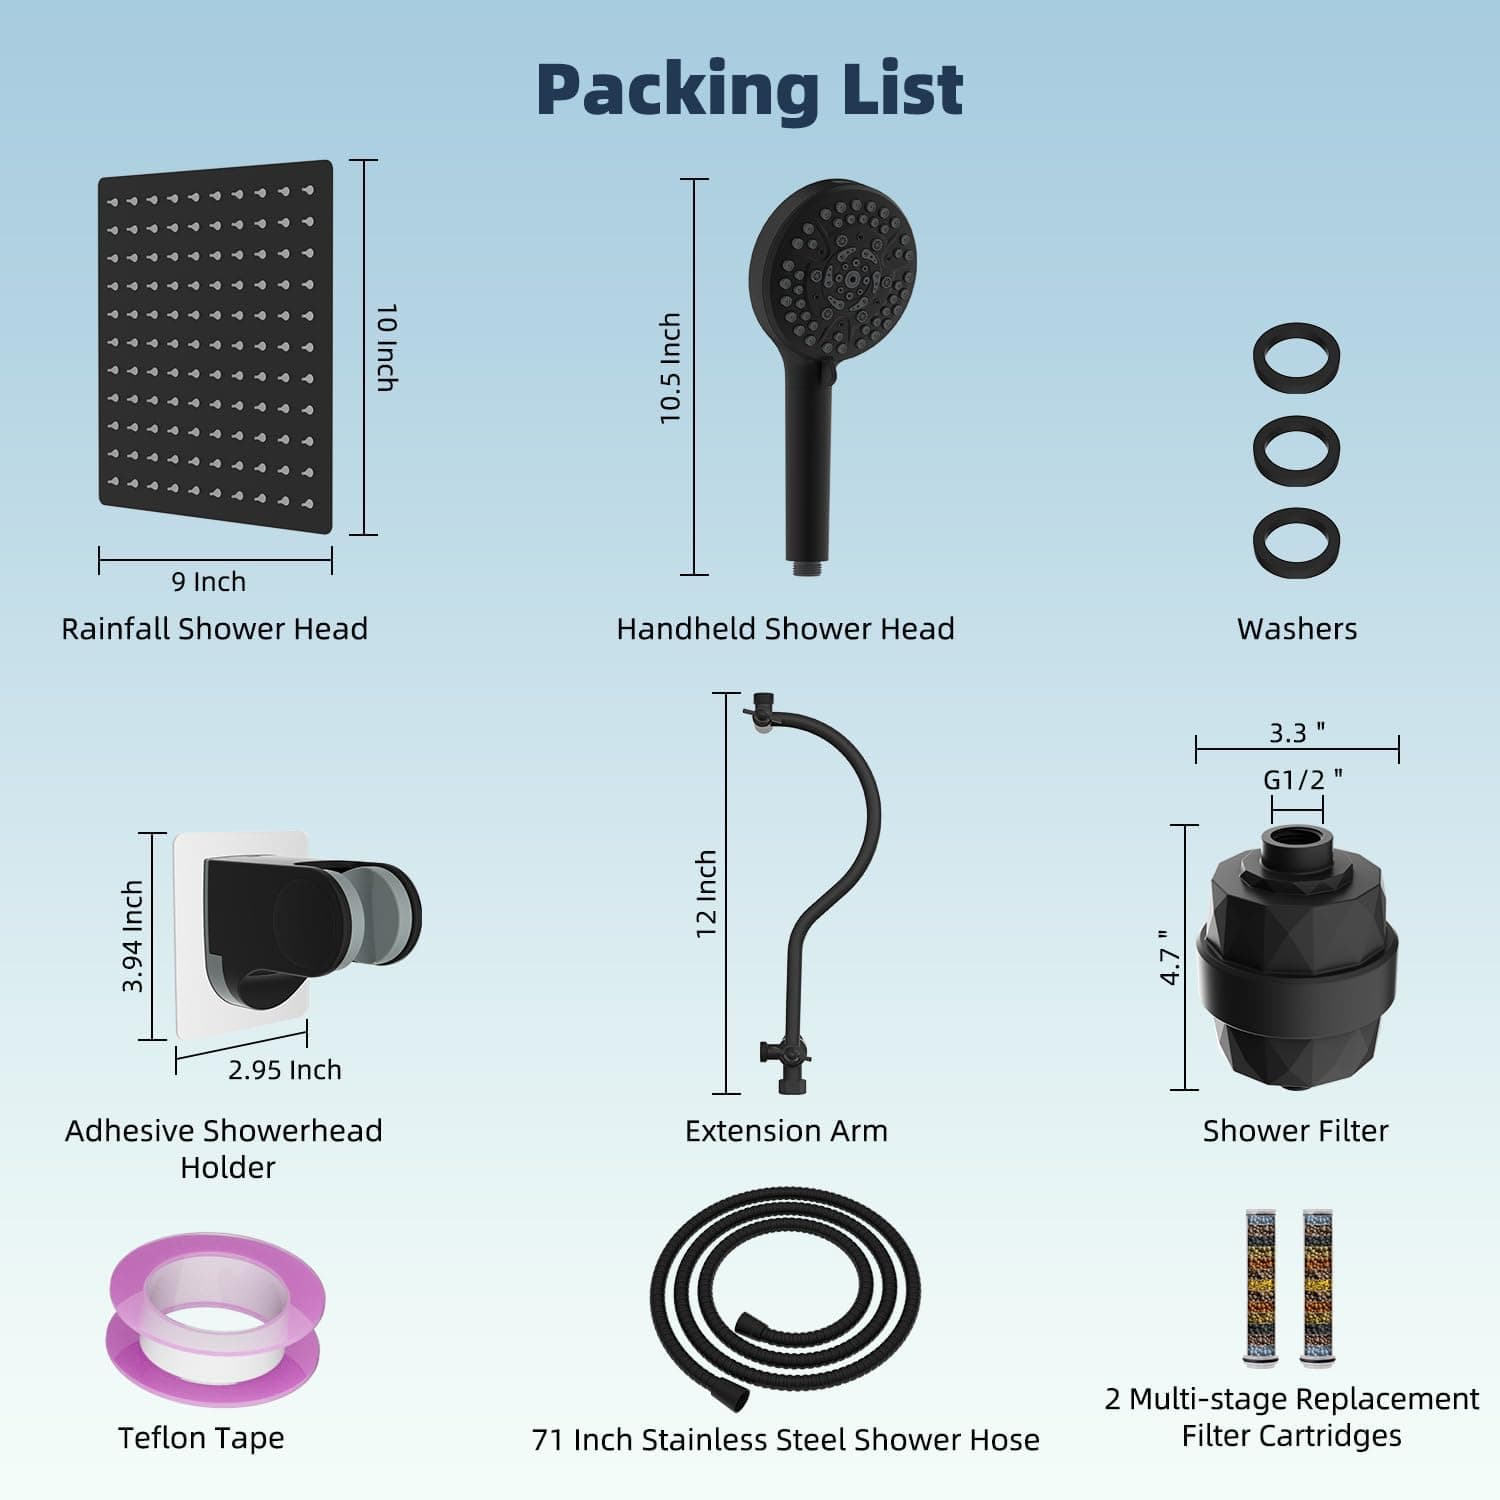 Packing List
10 Inch
9 Inch
Rainfall Shower Head
10.5 Inch
Handheld Shower Head
Washers
3.94 Inch
2.95 Inch
Adhesive Showerhead
Holder
12 Inch
Extension Arm
3.3 "
G1/2 "
4.7 "
Shower Filter
Teflon Tape
71 Inch Stainless Steel Shower Hose
2 Multi-stage Replacement
Filter Cartridges